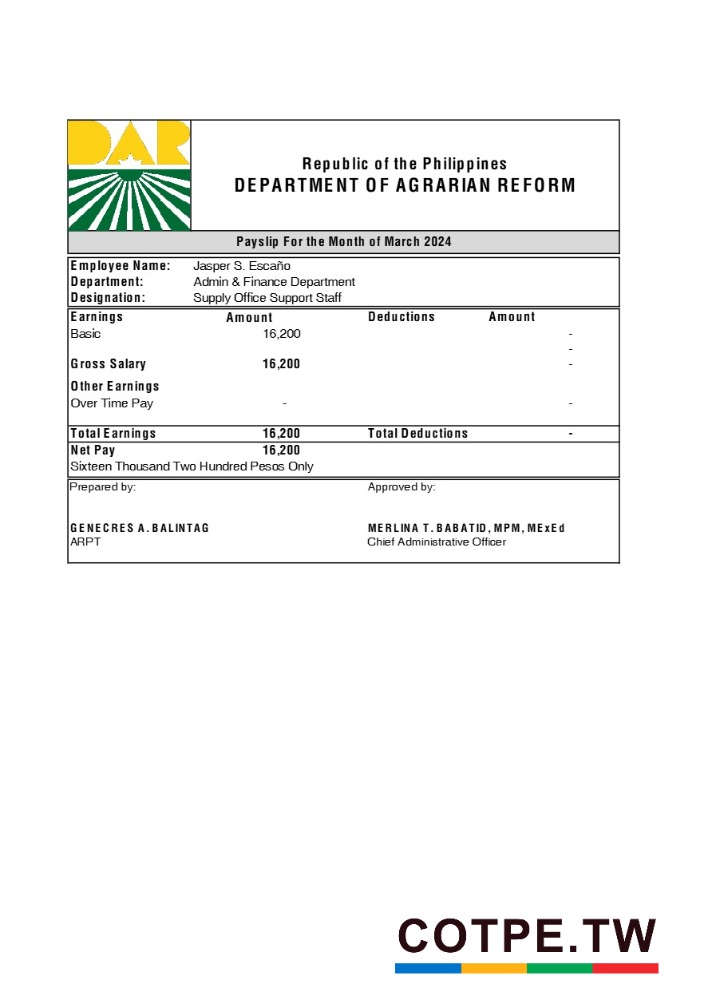 DAR
Republic of the Philippines
DEPARTMENT OF AGRARIAN REFORM
Payslip For the Month of March 2024
Employee Name: Jasper S. Escaño
Department: Admin & Finance Department
Designation: Supply Office Support Staff
Earnings Amount Deductions Amount
Basic 16,200 -
-
Gross Salary 16,200 -
Other Earnings
Over Time Pay - -
Total Earnings 16,200 Total Deductions -
Net Pay 16,200
Sixteen Thousand Two Hundred Pesos Only
Prepared by: Approved by:
GENECRES A. BALINTAG MERLINA T. BABATID, MPM, MExEd
ARPT Chief Administrative Officer
COTPE.TW